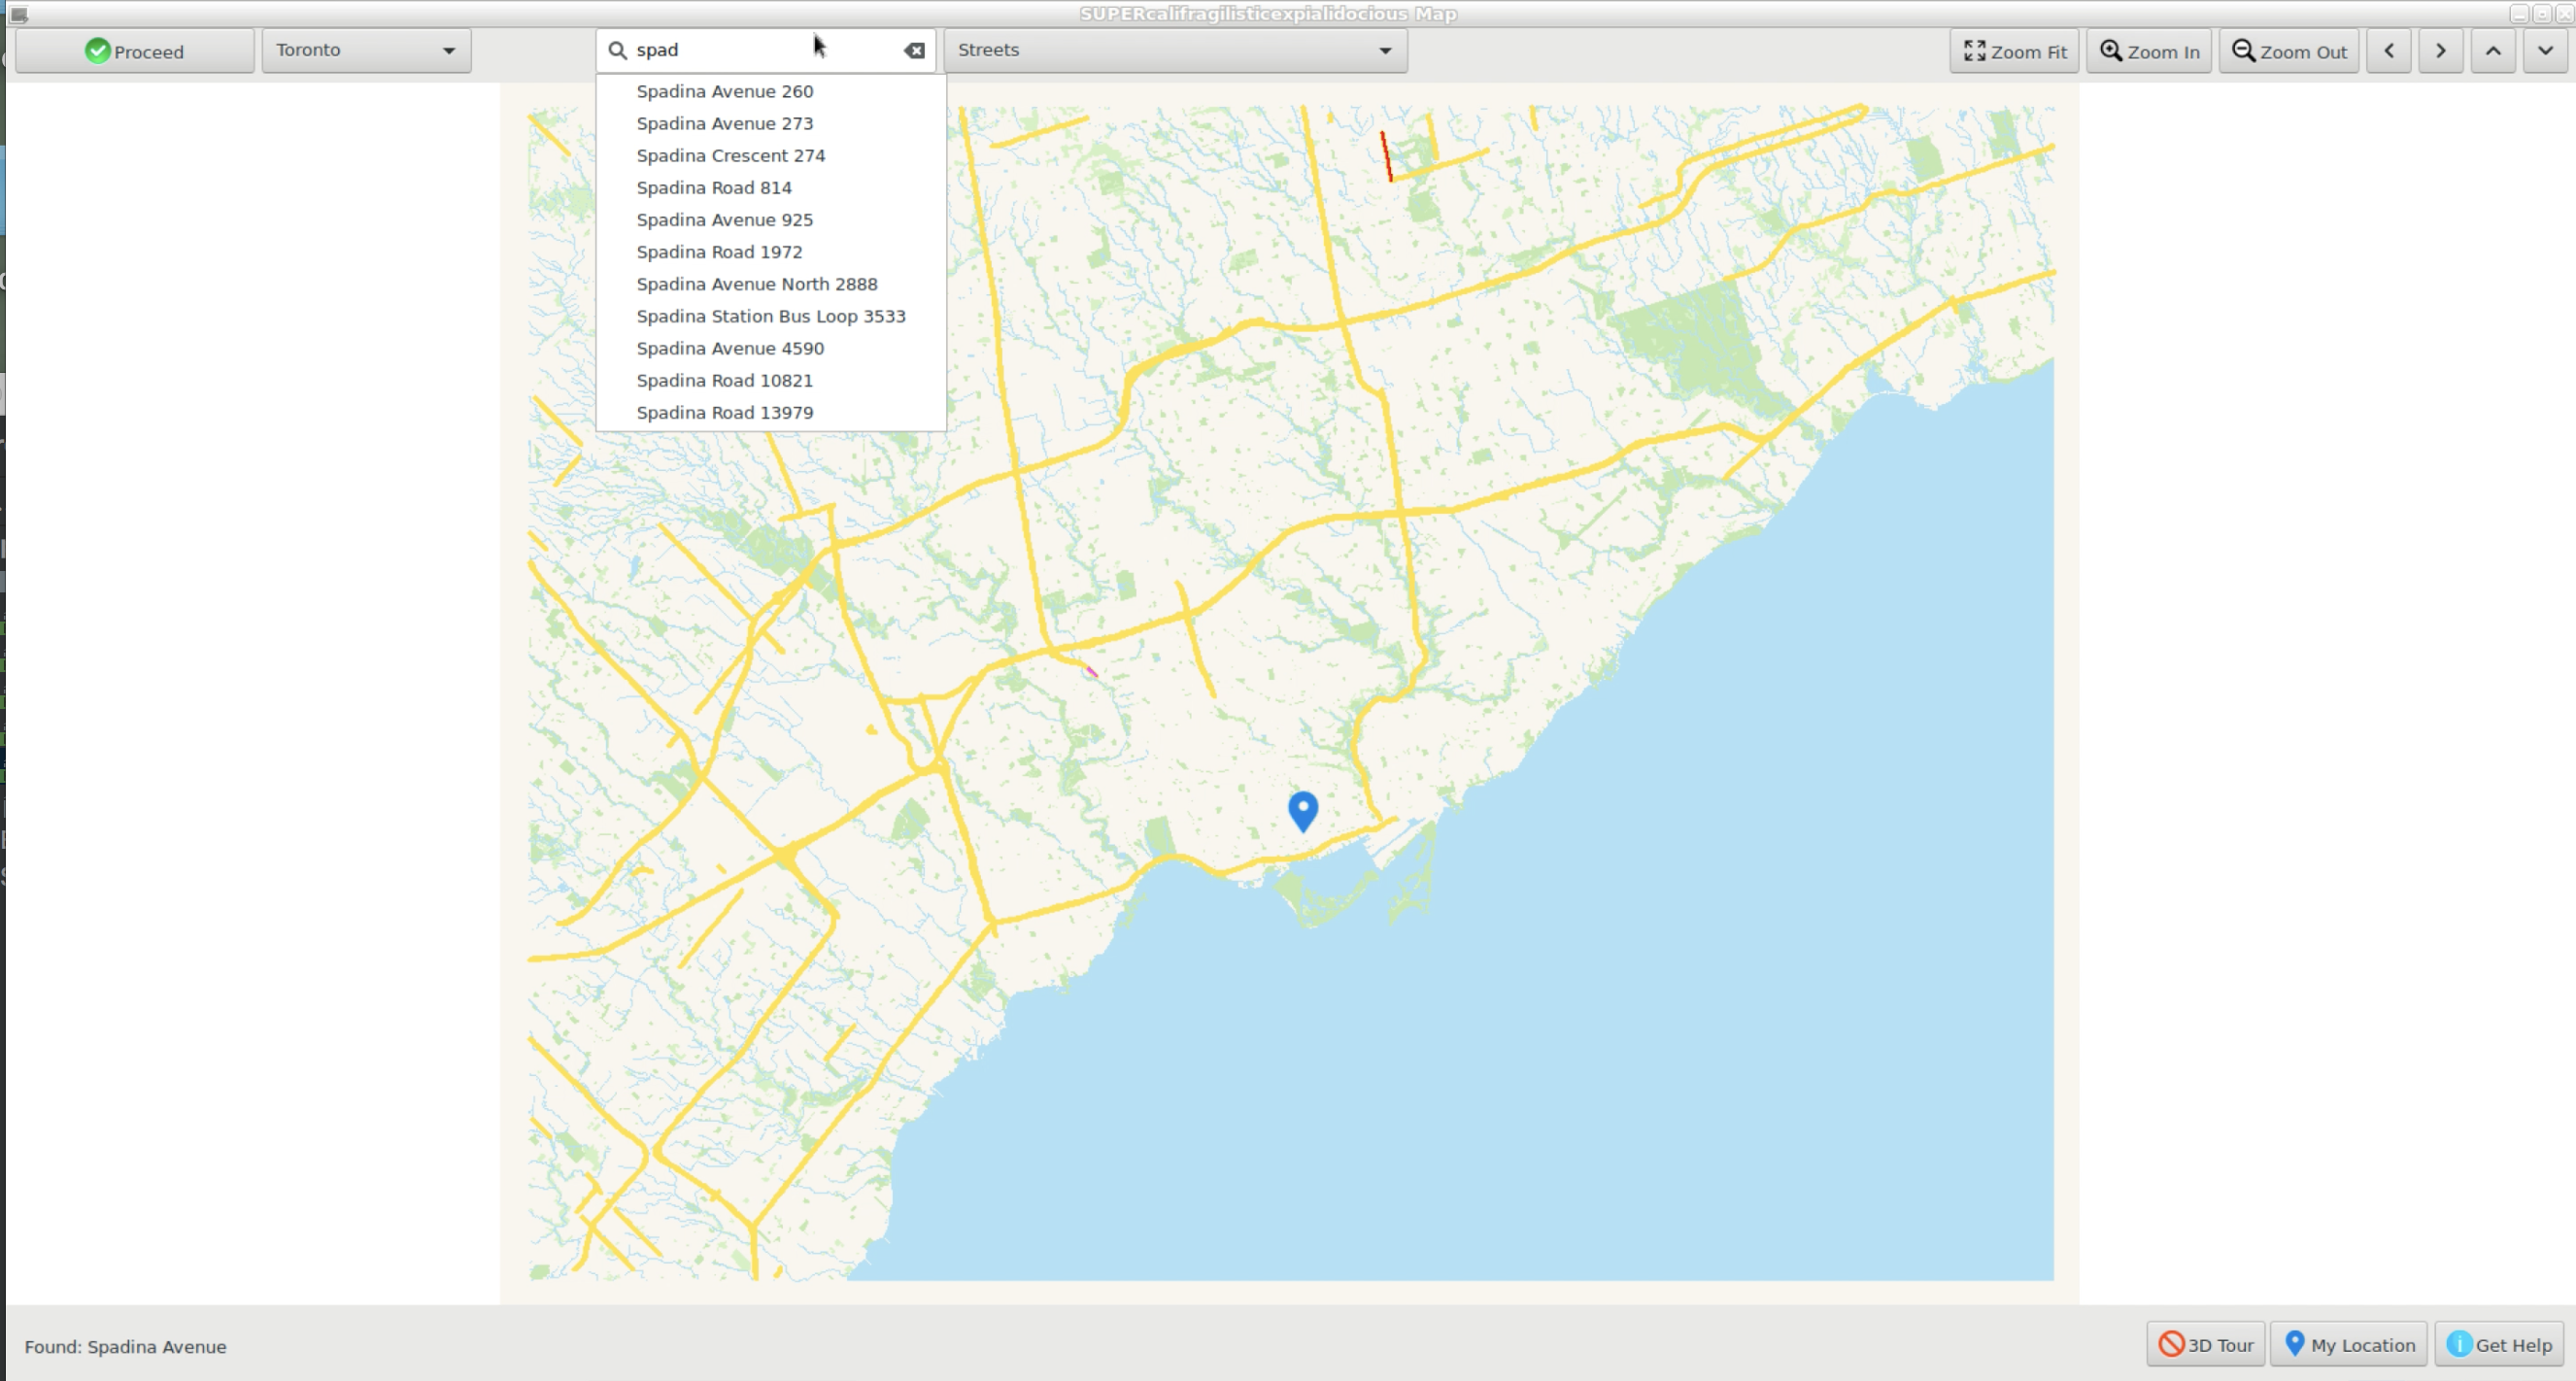 SUPERcalifragilisticexpialidocious Map
Proceed
Toronto
spad
Streets
Zoom Fit
Zoom In
Zoom Out
Spadina Avenue 260
Spadina Avenue 273
Spadina Crescent 274
Spadina Road 814
Spadina Avenue 925
Spadina Road 1972
Spadina Avenue North 2888
Spadina Station Bus Loop 3533
Spadina Avenue 4590
Spadina Road 10821
Spadina Road 13979
Found: Spadina Avenue
3D Tour
My Location
Get Help